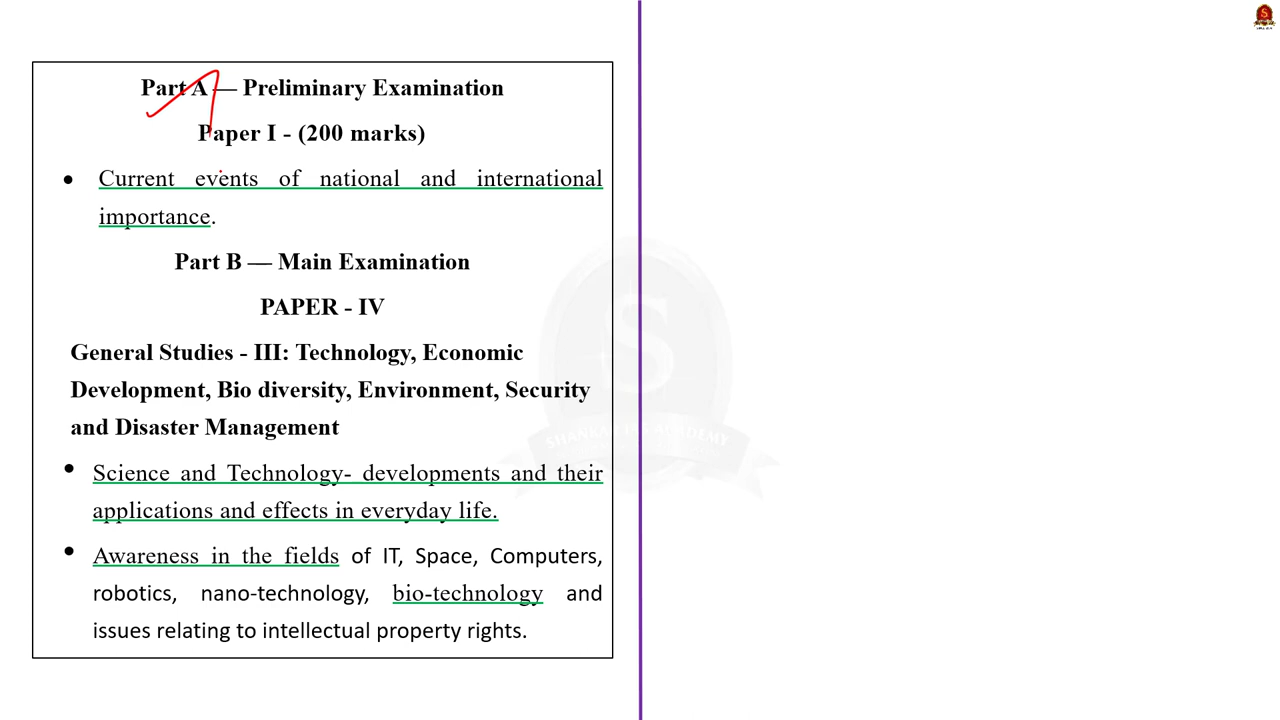 Part A — Preliminary Examination
Paper I - (200 marks)
• Current events of national and international
importance.
Part B — Main Examination
PAPER - IV
General Studies - III: Technology, Economic
Development, Bio diversity, Environment, Security
and Disaster Management
• Science and Technology- developments and their
applications and effects in everyday life.
• Awareness in the fields of IT, Space, Computers,
robotics, nano-technology, bio-technology and
issues relating to intellectual property rights.
S
SHANKAR IAS ACADEMY